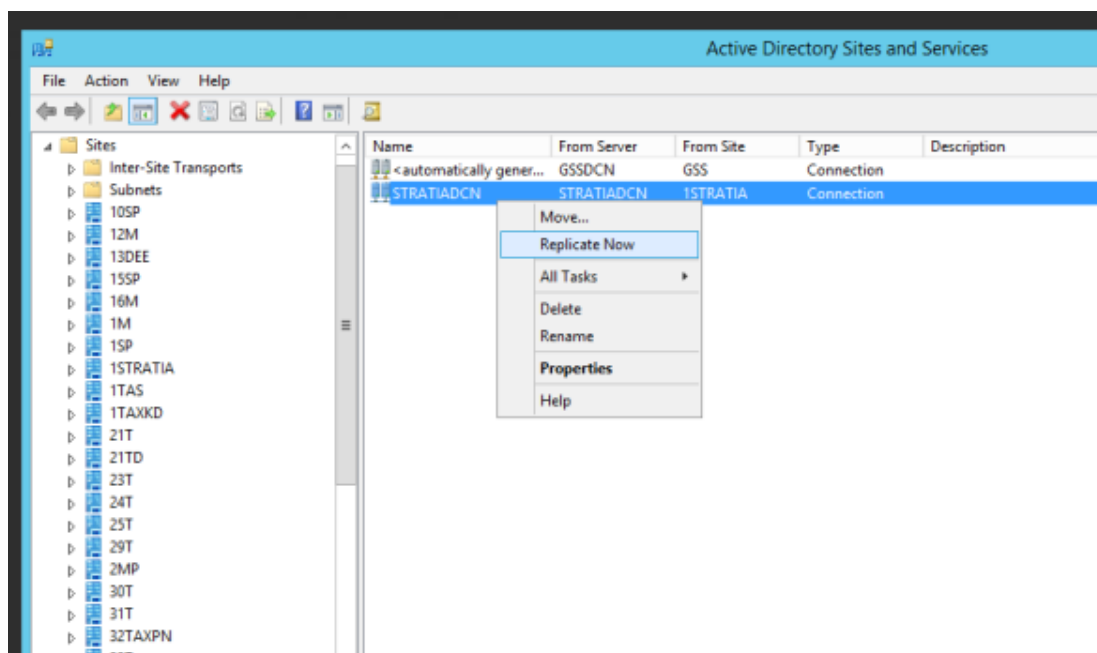 Active Directory Sites and Services
File Action View Help
Sites
Inter-Site Transports
Subnets
10SP
12M
13DEE
15SP
16M
1M
1SP
1STRATIA
1TAS
1TAXKD
21T
21TD
23T
24T
25T
29T
2MP
30T
31T
32TAXPN
Name From Server From Site Type Description
<automatically gener... GSSDCN GSS Connection
STRATIADCN STRATIADCN 1STRATIA Connection
Move...
Replicate Now
All Tasks
Delete
Rename
Properties
Help